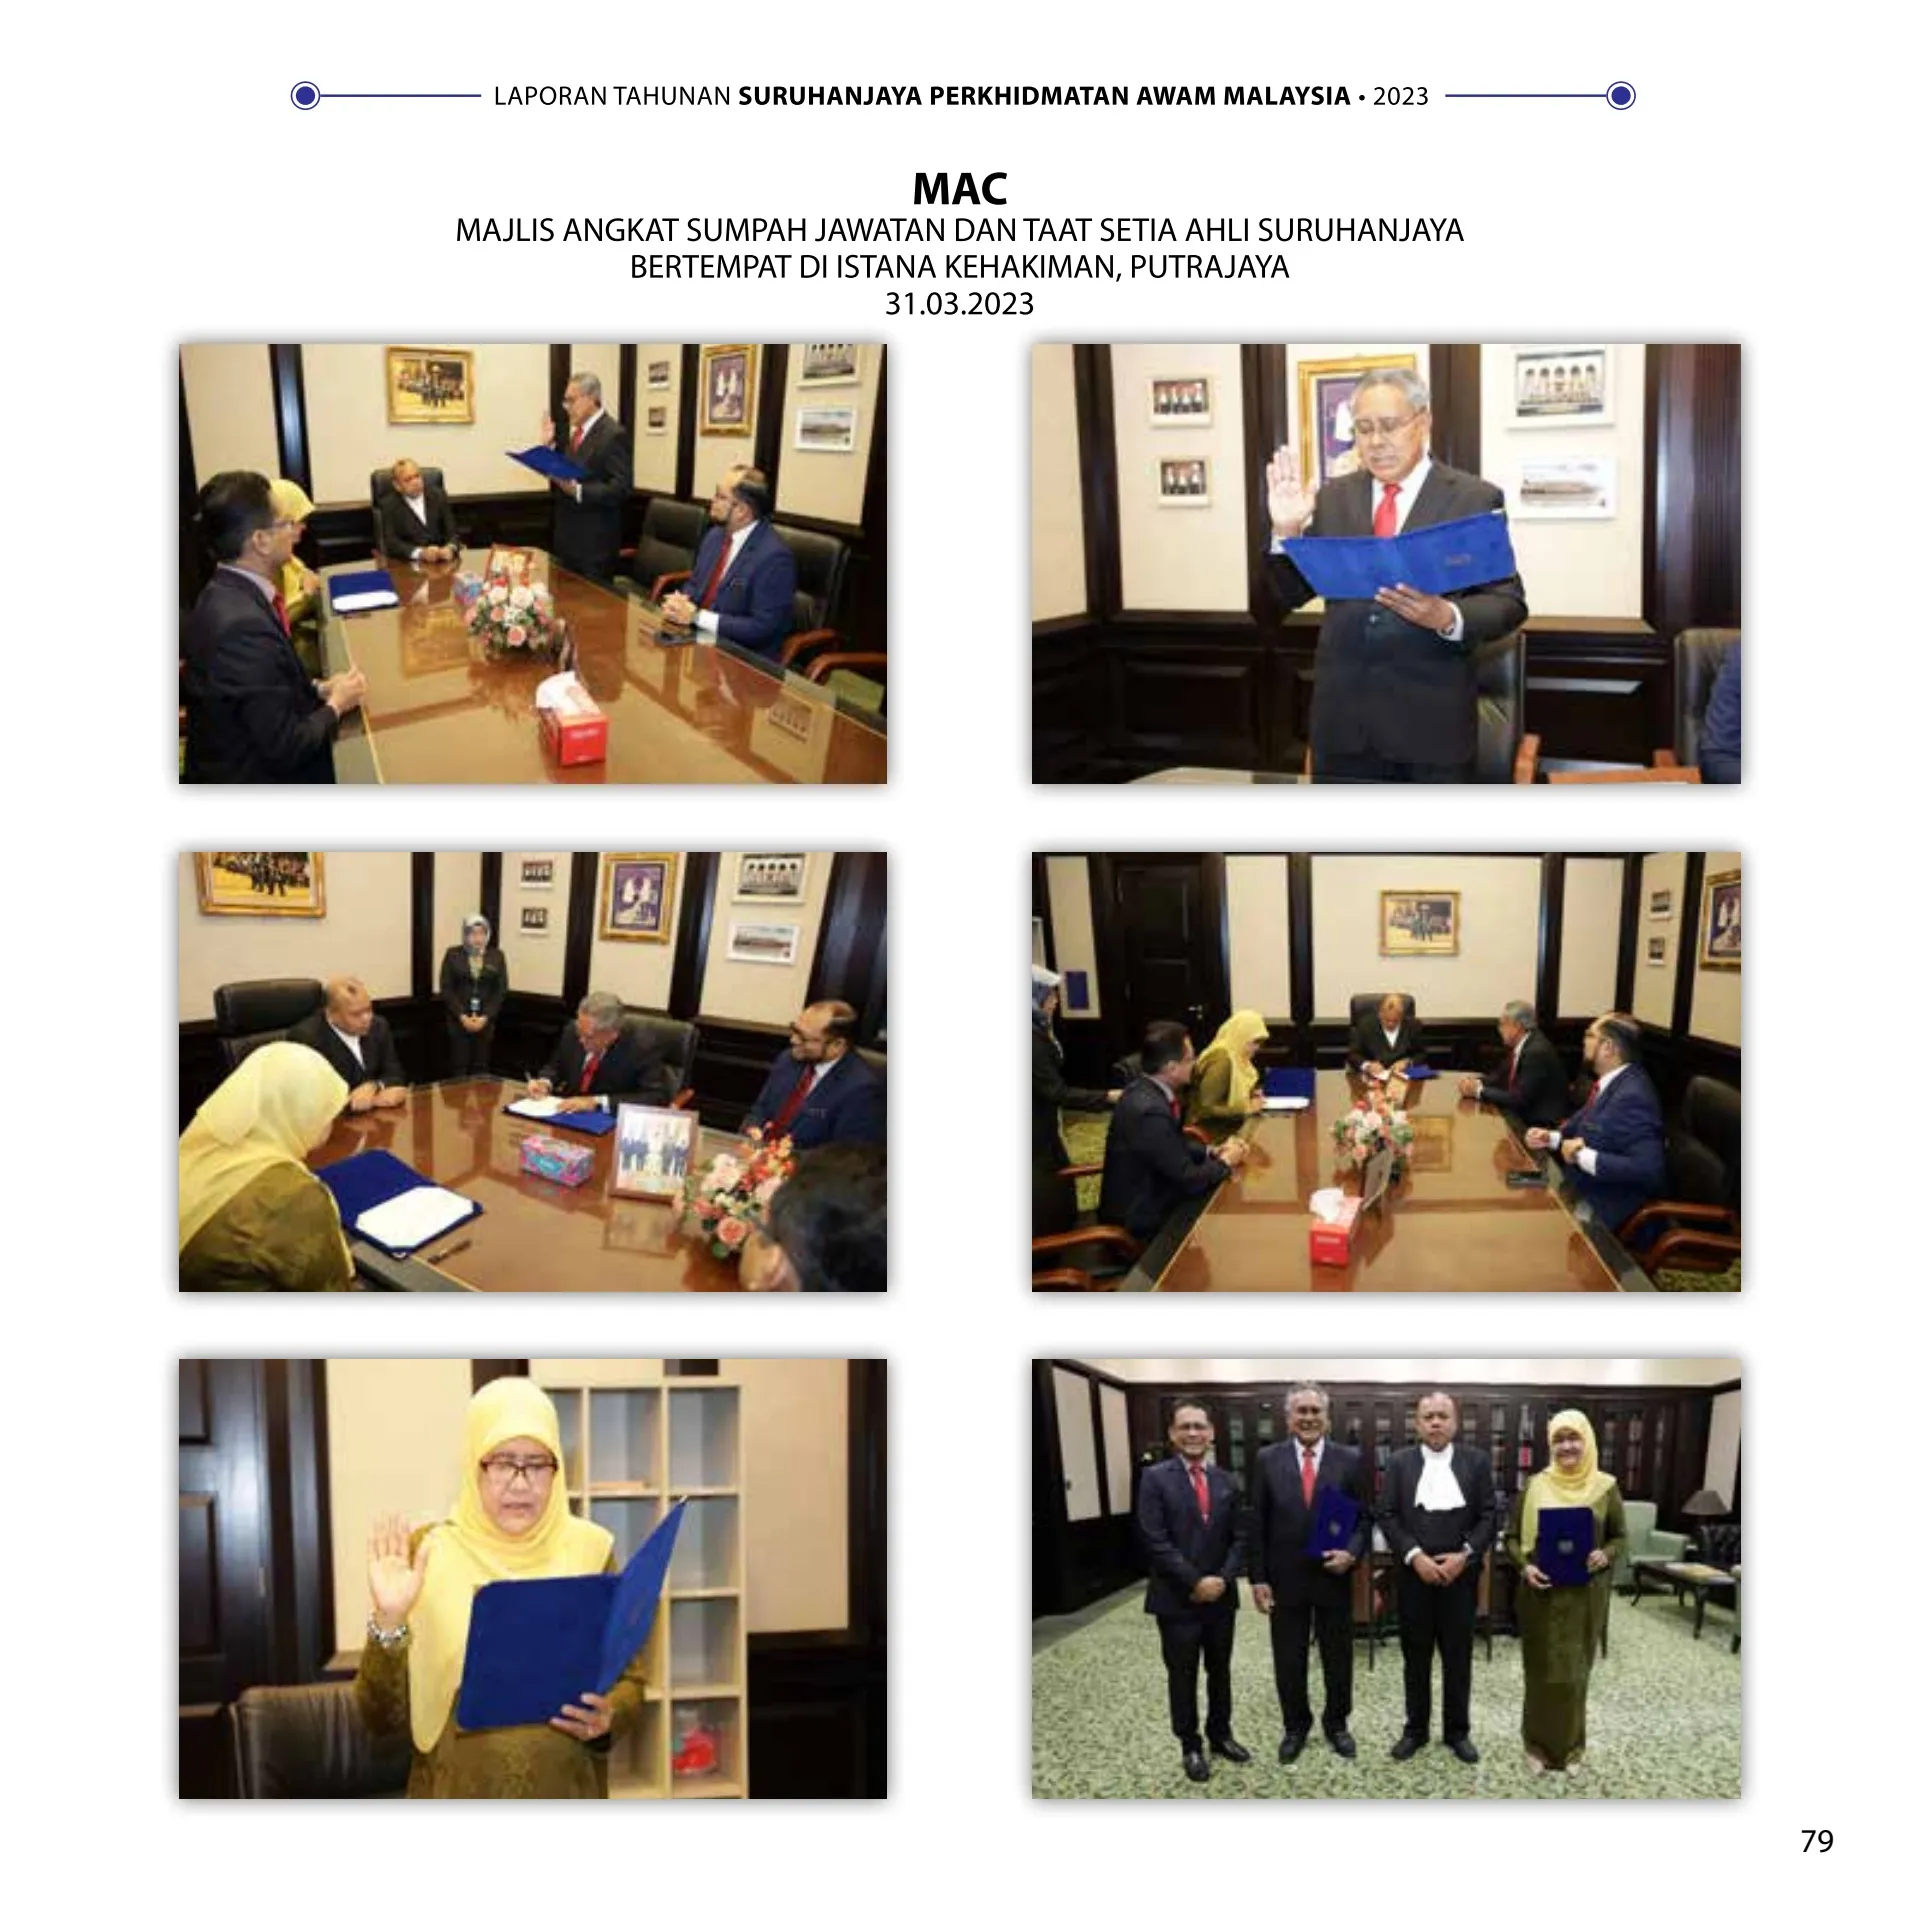 LAPORAN TAHUNAN SURUHANJAYA PERKHIDMATAN AWAM MALAYSIA • 2023
MAC
MAJLIS ANGKAT SUMPAH JAWATAN DAN TAAT SETIA AHLI SURUHANJAYA
BERTEMPAT DI ISTANA KEHAKIMAN, PUTRAJAYA
31.03.2023
79